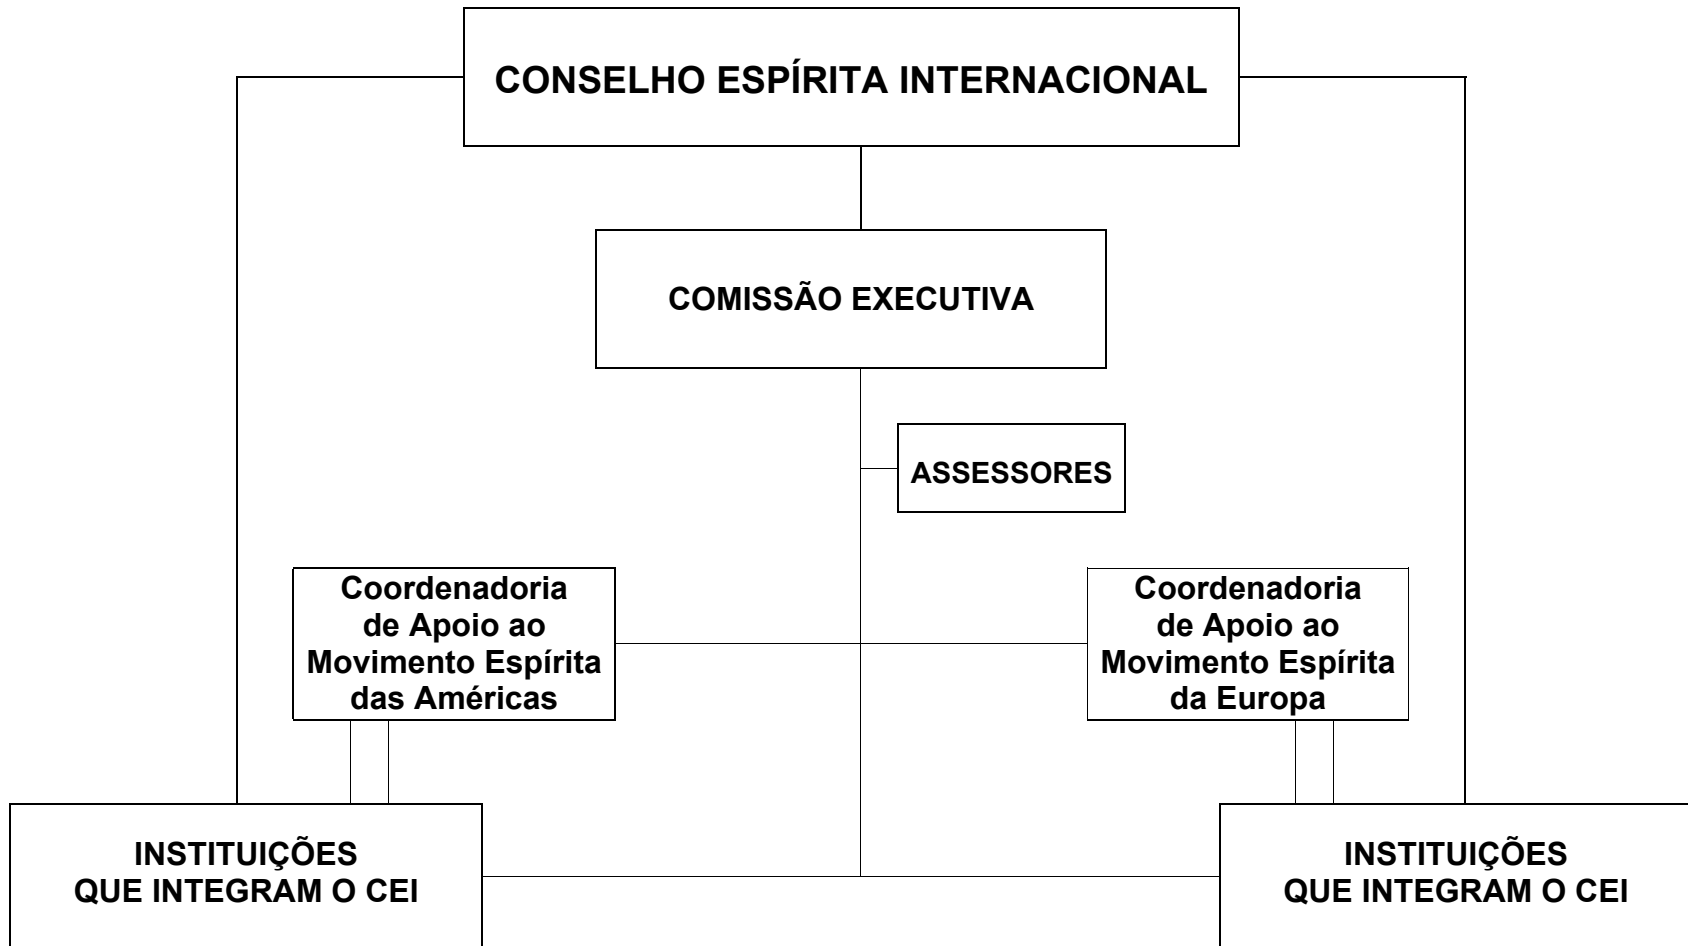 CONSELHO ESPÍRITA INTERNACIONAL
COMISSÃO EXECUTIVA
ASSESSORES
Coordenadoria
de Apoio ao
Movimento Espírita
das Américas
Coordenadoria
de Apoio ao
Movimento Espírita
da Europa
INSTITUIÇÕES
QUE INTEGRAM O CEI
INSTITUIÇÕES
QUE INTEGRAM O CEI